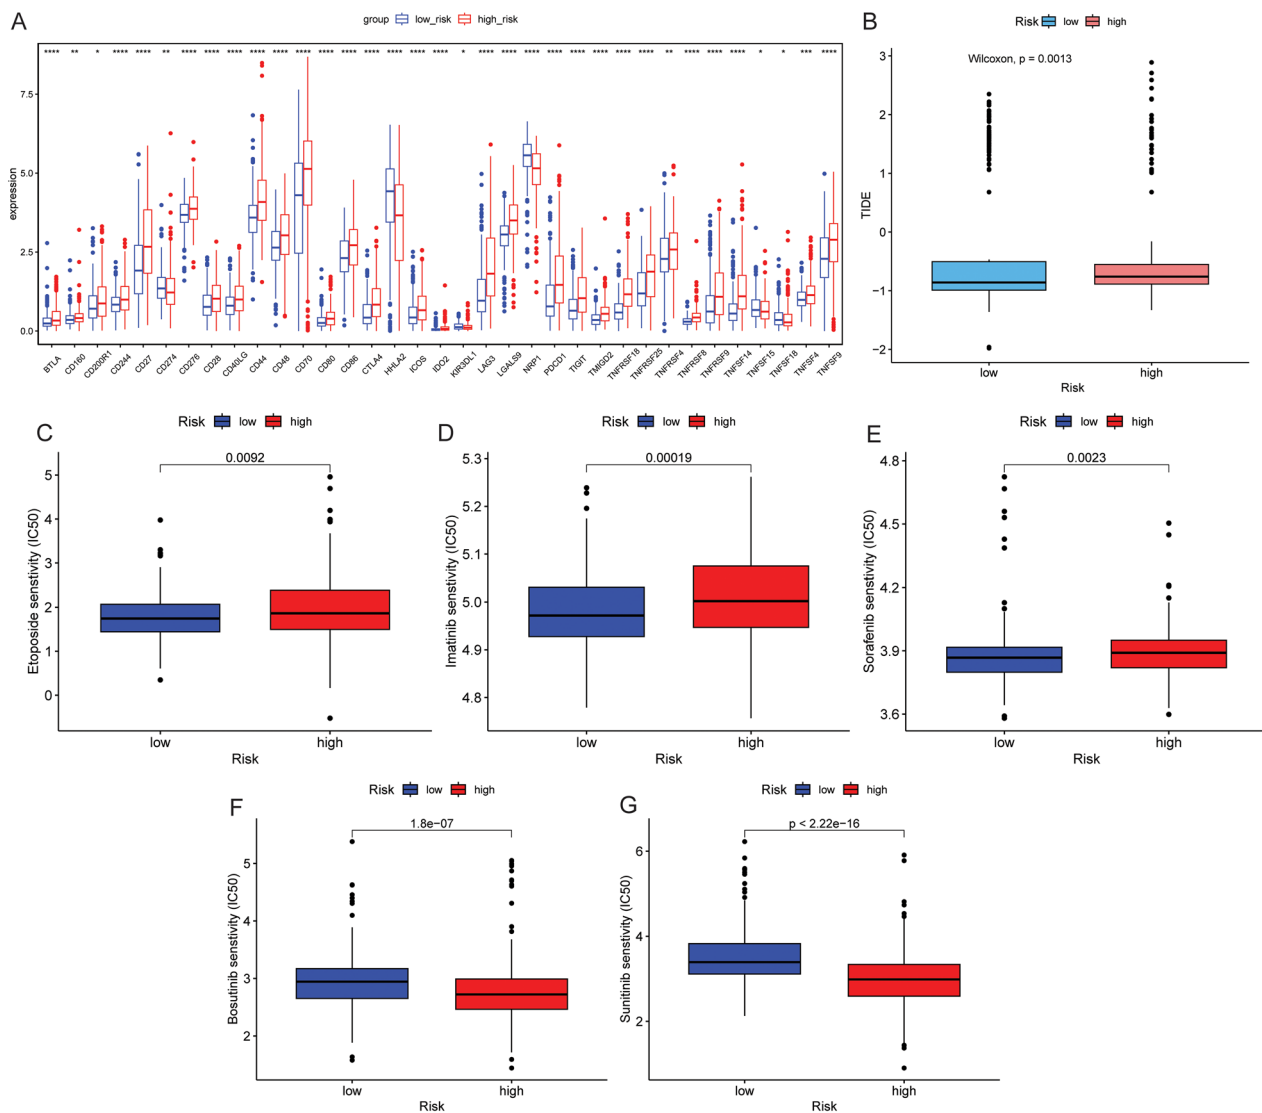 A
group low_risk high_risk
**** ** * **** **** ** **** **** **** **** **** **** **** **** **** **** **** **** * **** **** **** **** **** **** **** **** ** **** **** **** * * *** ****
expression
7.5
5.0
2.5
0.0
BTLA CD160 CD200R1 CD244 CD27 CD274 CD276 CD28 CD40LG CD44 CD48 CD70 CD80 CD86 CTLA4 HHLA2 ICOS IDO2 KIR3DL1 LAG3 LGALS9 NRP1 PDCD1 TIGIT TMIGD2 TNFRSF18 TNFRSF25 TNFRSF4 TNFRSF8 TNFRSF9 TNFSF14 TNFSF15 TNFSF18 TNFSF4 TNFSF9
B
Risk low high
Wilcoxon, p = 0.0013
TIDE
3
2
1
0
−1
−2
low high
Risk
C
Risk low high
0.0092
Etoposide senstivity (IC50)
5
4
3
2
1
0
low high
Risk
D
Risk low high
0.00019
Imatinib senstivity (IC50)
5.3
5.2
5.1
5.0
4.9
4.8
low high
Risk
E
Risk low high
0.0023
Sorafenib senstivity (IC50)
4.8
4.5
4.2
3.9
3.6
low high
Risk
F
Risk low high
1.8e−07
Bosutinib senstivity (IC50)
5
4
3
2
low high
Risk
G
Risk low high
p < 2.22e−16
Sunitinib senstivity (IC50)
6
4
2
low high
Risk